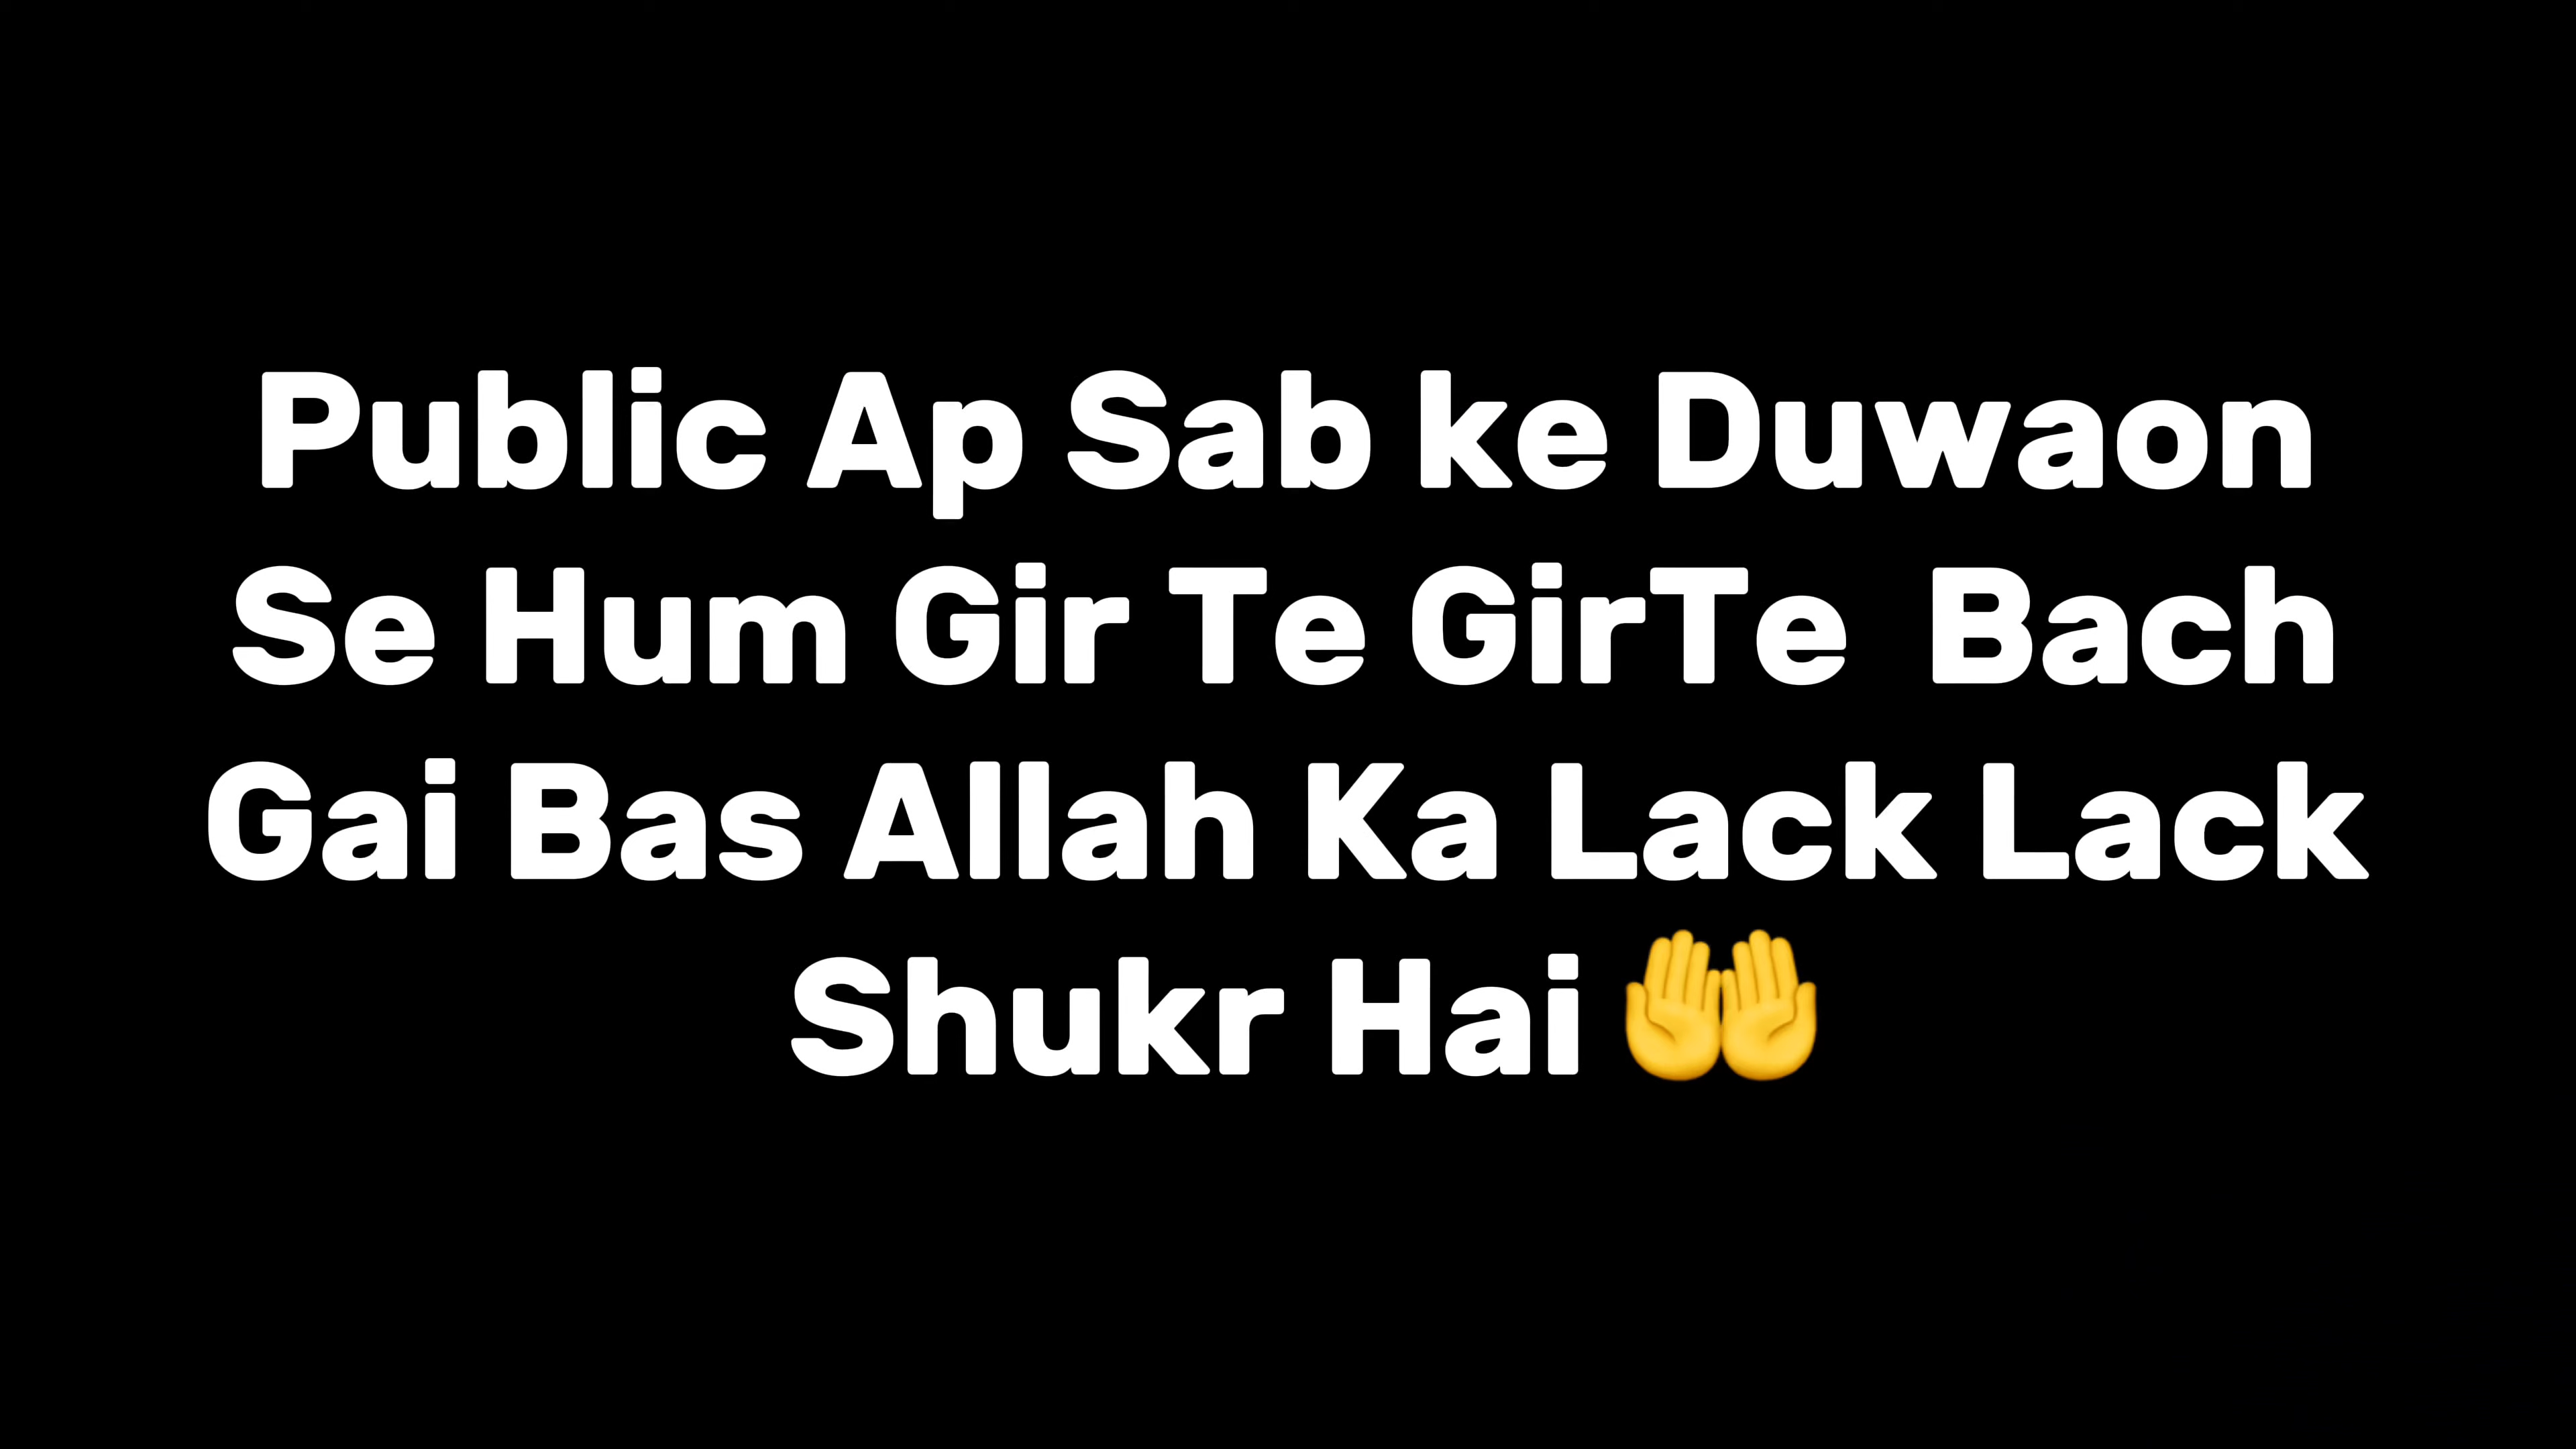 Public Ap Sab ke Duwaon
Se Hum Gir Te GirTe  Bach
Gai Bas Allah Ka Lack Lack
Shukr Hai 🤲